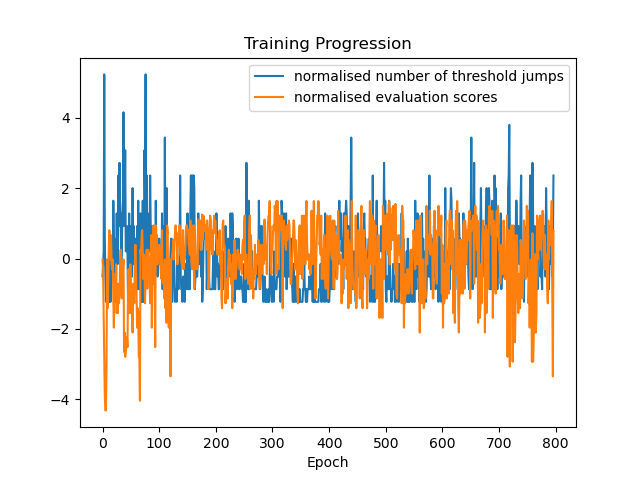 Training Progression
normalised number of threshold jumps
normalised evaluation scores
4
2
0
−2
−4
0 100 200 300 400 500 600 700 800
Epoch